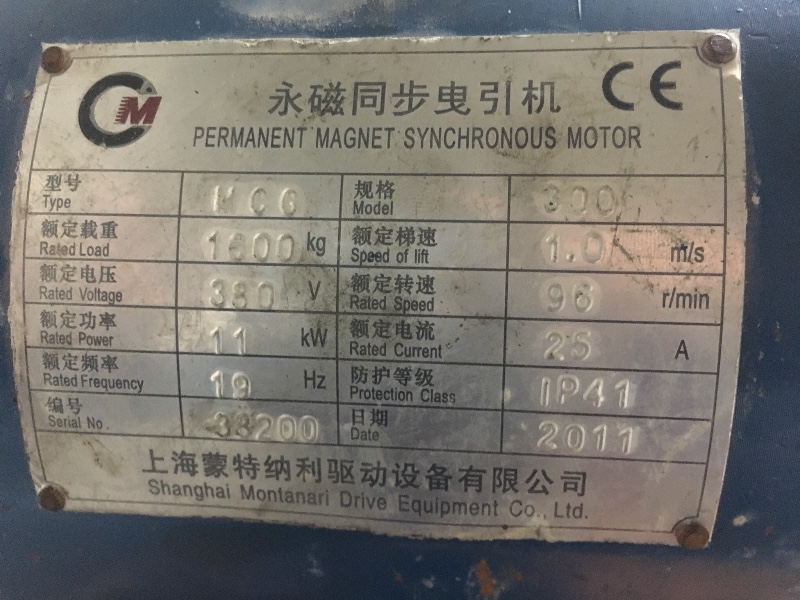 CM
永磁同步曳引机 CE
PERMANENT MAGNET SYNCHRONOUS MOTOR
型号 MCG 规格 300
Type Model
额定载重 1600 kg 额定梯速 1.0 m/s
Rated Load Speed of lift
额定电压 380 V 额定转速 96 r/min
Rated Voltage Rated Speed
额定功率 11 kW 额定电流 25 A
Rated Power Rated Current
额定频率 19 Hz 防护等级 IP41
Rated Frequency Protection Class
编号 38200 日期 2011
Serial No. Date
上海蒙特纳利驱动设备有限公司
Shanghai Montanari Drive Equipment Co., Ltd.